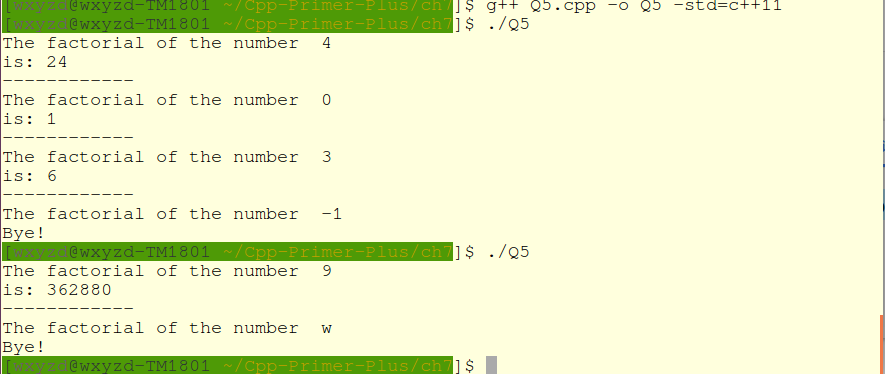 [wxyzd@wxyzd-TM1801 ~/Cpp-Primer-Plus/ch7]$ g++ Q5.cpp -o Q5 -std=c++11
[wxyzd@wxyzd-TM1801 ~/Cpp-Primer-Plus/ch7]$ ./Q5
The factorial of the number  4
is: 24
------------
The factorial of the number  0
is: 1
------------
The factorial of the number  3
is: 6
------------
The factorial of the number  -1
Bye!
[wxyzd@wxyzd-TM1801 ~/Cpp-Primer-Plus/ch7]$ ./Q5
The factorial of the number  9
is: 362880
------------
The factorial of the number  w
Bye!
[wxyzd@wxyzd-TM1801 ~/Cpp-Primer-Plus/ch7]$